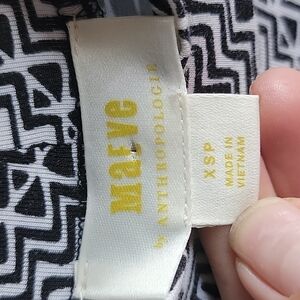 Maeve
by ANTHROPOLOGIE
XSP
MADE IN
VIETNAM